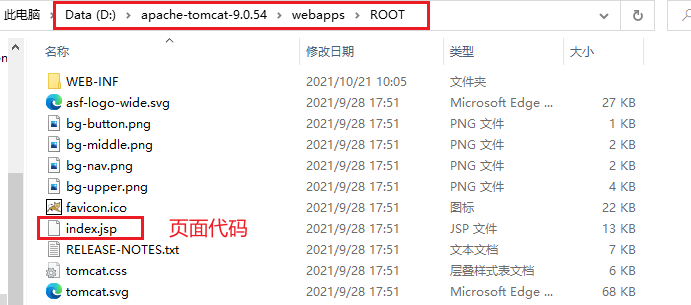 此电脑 > Data (D:) > apache-tomcat-9.0.54 > webapps > ROOT
名称 修改日期 类型 大小
WEB-INF 2021/10/21 10:05 文件夹
asf-logo-wide.svg 2021/9/28 17:51 Microsoft Edge ... 27 KB
bg-button.png 2021/9/28 17:51 PNG 文件 1 KB
bg-middle.png 2021/9/28 17:51 PNG 文件 2 KB
bg-nav.png 2021/9/28 17:51 PNG 文件 2 KB
bg-upper.png 2021/9/28 17:51 PNG 文件 4 KB
favicon.ico 2021/9/28 17:51 图标 22 KB
index.jsp 页面代码 2021/9/28 17:51 JSP 文件 13 KB
RELEASE-NOTES.txt 2021/9/28 17:51 文本文档 7 KB
tomcat.css 2021/9/28 17:51 层叠样式表文档 6 KB
tomcat.svg 2021/9/28 17:51 Microsoft Edge ... 67 KB